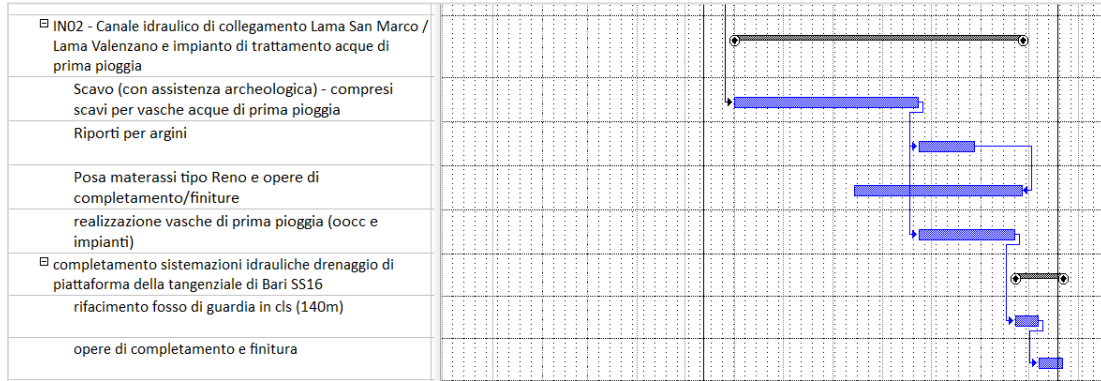 IN02 - Canale idraulico di collegamento Lama San Marco /
Lama Valenzano e impianto di trattamento acque di
prima pioggia
Scavo (con assistenza archeologica) - compresi
scavi per vasche acque di prima pioggia
Riporti per argini
Posa materassi tipo Reno e opere di
completamento/finiture
realizzazione vasche di prima pioggia (oocc e
impianti)
completamento sistemazioni idrauliche drenaggio di
piattaforma della tangenziale di Bari SS16
rifacimento fosso di guardia in cls (140m)
opere di completamento e finitura